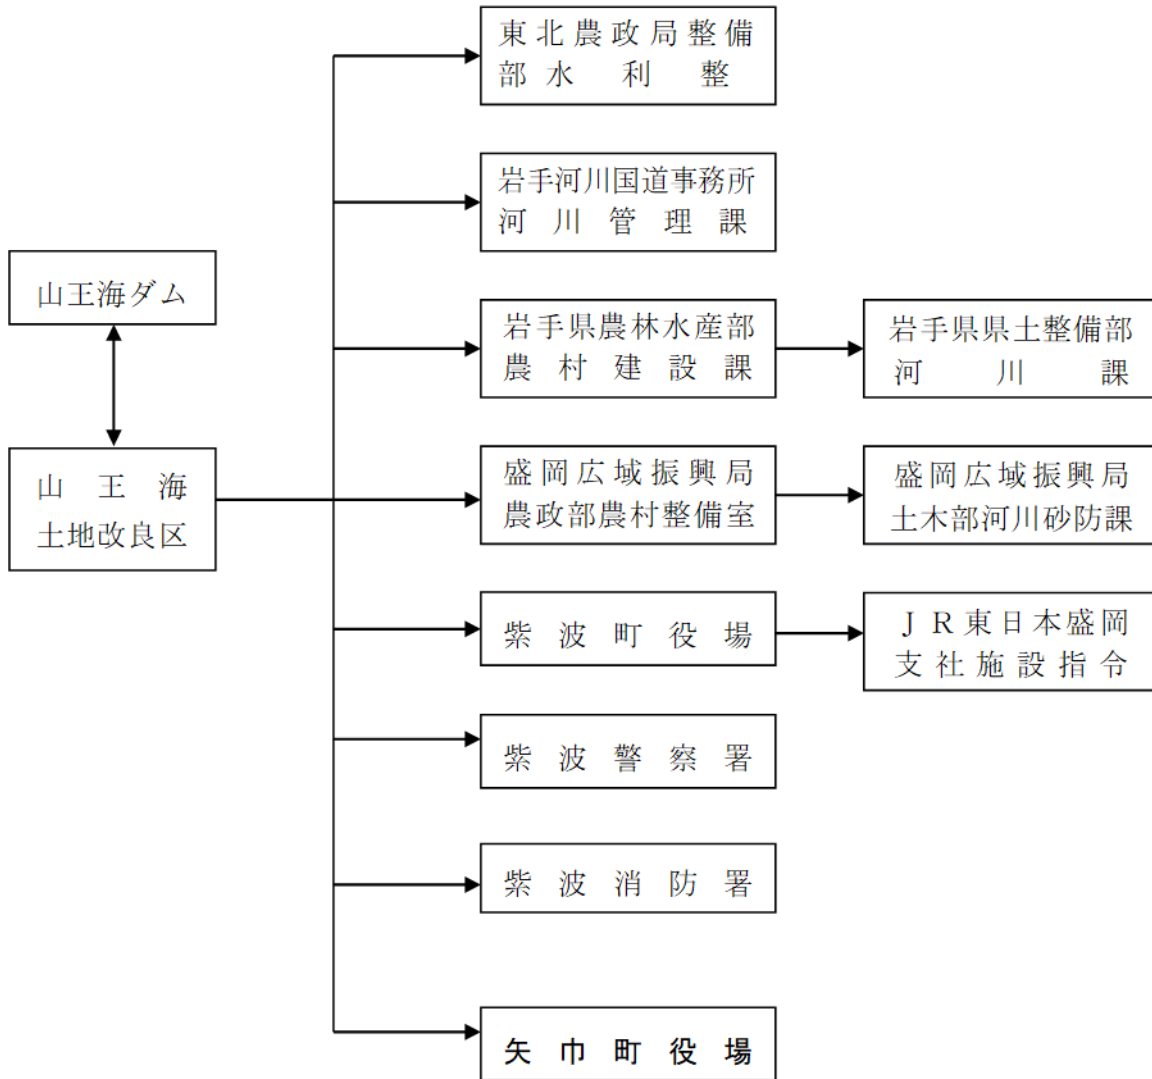 東北農政局整備
部水利整
岩手河川国道事務所
河川管理課
山王海ダム
岩手県農林水産部
農村建設課
岩手県県土整備部
河川課
山王海
土地改良区
盛岡広域振興局
農政部農村整備室
盛岡広域振興局
土木部河川砂防課
紫波町役場
ＪＲ東日本盛岡
支社施設指令
紫波警察署
紫波消防署
矢巾町役場